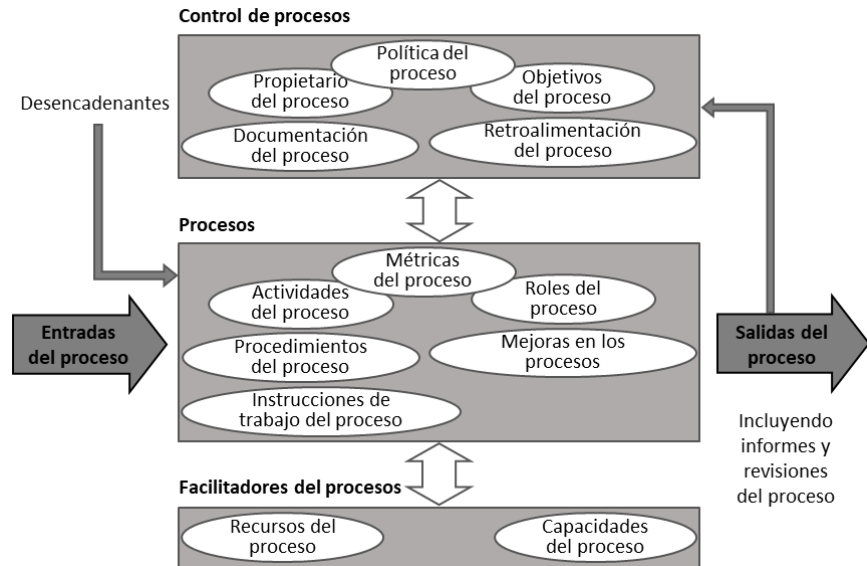 Control de procesos
Política del
proceso
Propietario
del proceso
Objetivos
del proceso
Desencadenantes
Documentación
del proceso
Retroalimentación
del proceso
Procesos
Métricas
del proceso
Actividades
del proceso
Roles del
proceso
Entradas
del proceso
Procedimientos
del proceso
Mejoras en los
procesos
Salidas del
proceso
Instrucciones de
trabajo del proceso
Incluyendo
informes y
revisiones
del proceso
Facilitadores del procesos
Recursos del
proceso
Capacidades
del proceso